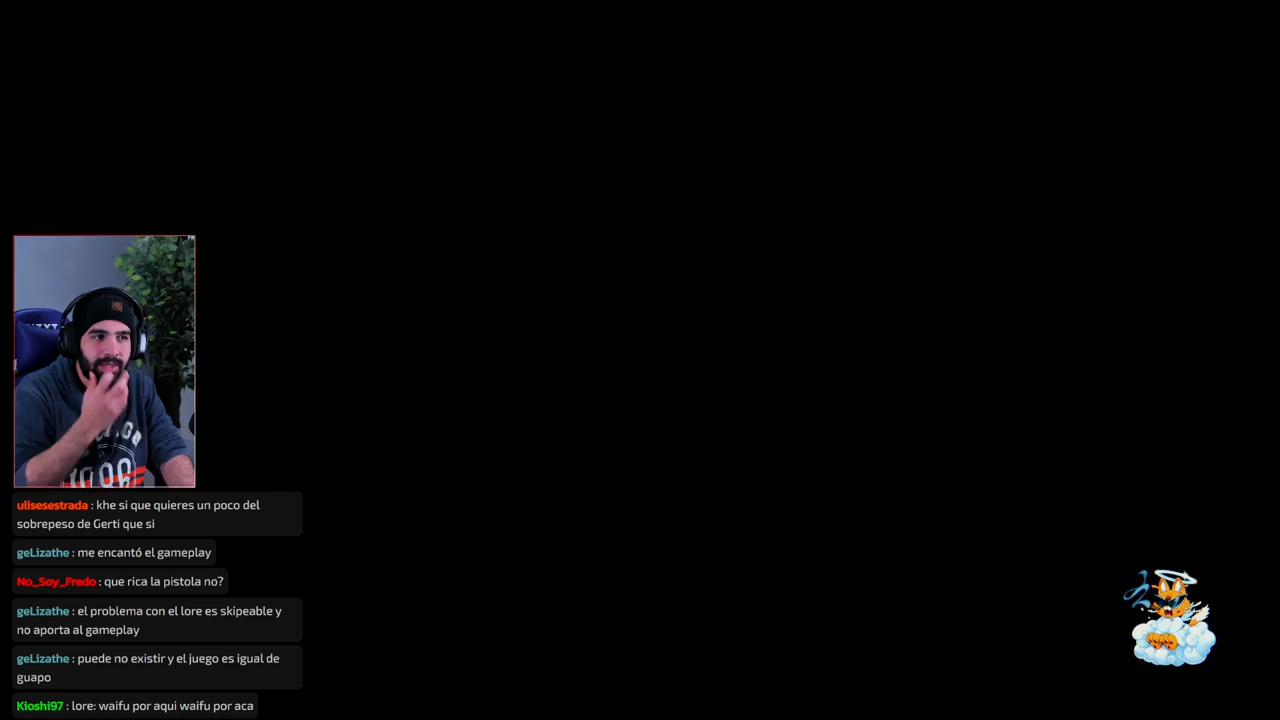 NZXT
ulisesestrada : khe si que quieres un poco del
sobrepeso de Gerti que si
geLizathe : me encantó el gameplay
No_Soy_Fredo : que rica la pistola no?
geLizathe : el problema con el lore es skipeable y
no aporta al gameplay
geLizathe : puede no existir y el juego es igual de
guapo
Kioshi97 : lore: waifu por aqui waifu por aca